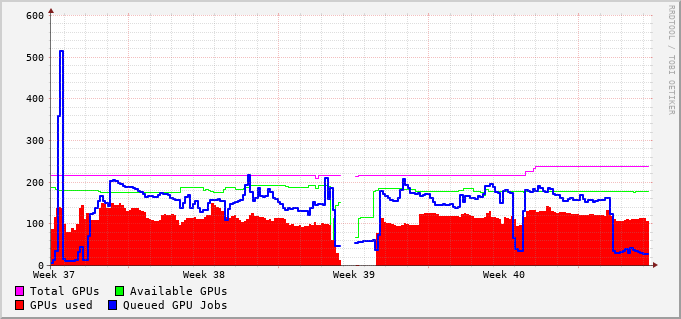 600
500
400
300
200
100
0
Week 37 Week 38 Week 39 Week 40
Total GPUs Available GPUs
GPUs used Queued GPU Jobs
RRDTOOL / TOBI OETIKER